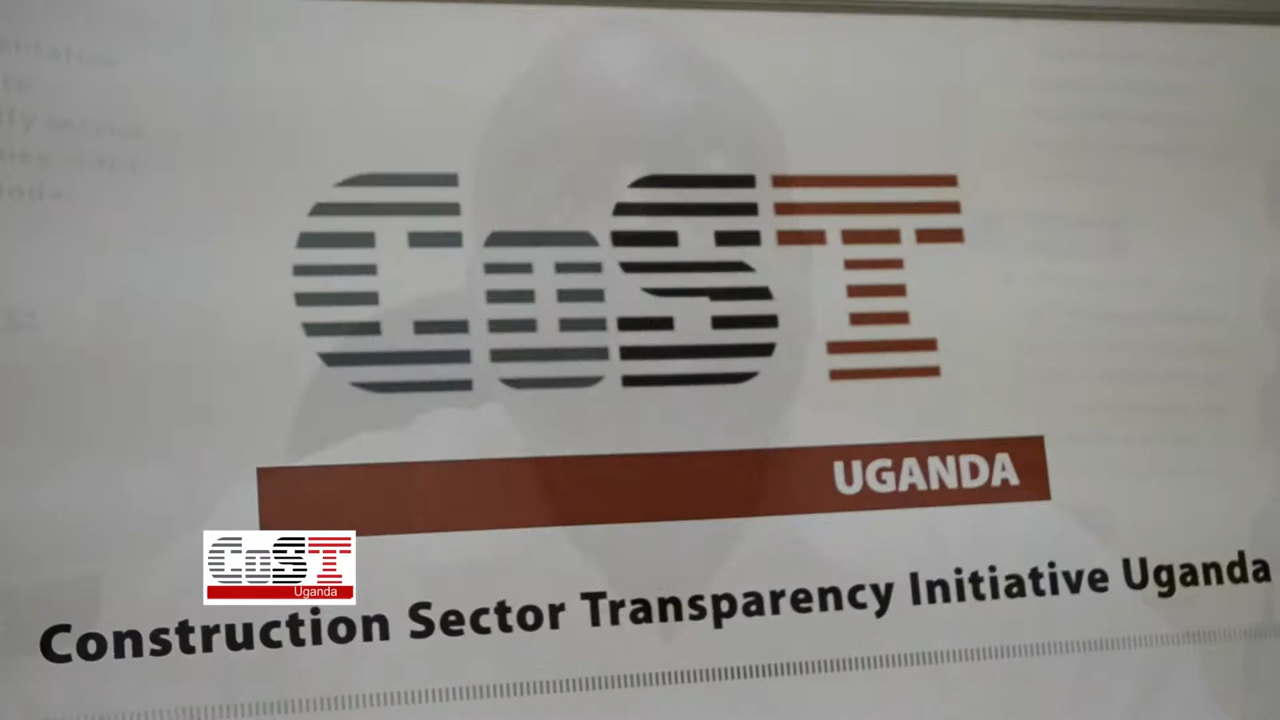 CoST
UGANDA
CoST
Uganda
Construction Sector Transparency Initiative Uganda